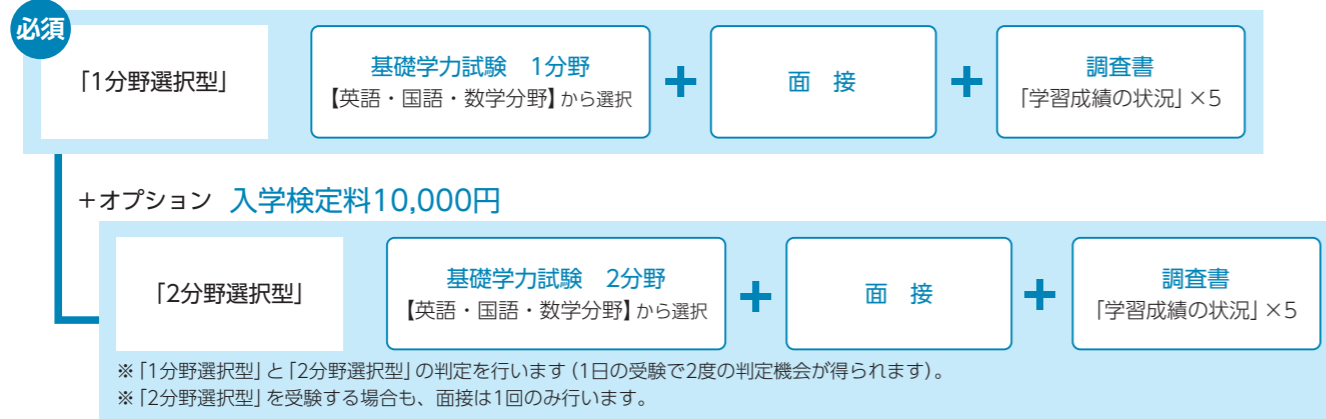 必須
「1分野選択型」
基礎学力試験　1分野
【英語・国語・数学分野】から選択
+
面　接
+
調査書
「学習成績の状況」×5
+オプション　入学検定料10,000円
「2分野選択型」
基礎学力試験　2分野
【英語・国語・数学分野】から選択
+
面　接
+
調査書
「学習成績の状況」×5
※「1分野選択型」と「2分野選択型」の判定を行います（1日の受験で2度の判定機会が得られます）。
※「2分野選択型」を受験する場合も、面接は1回のみ行います。